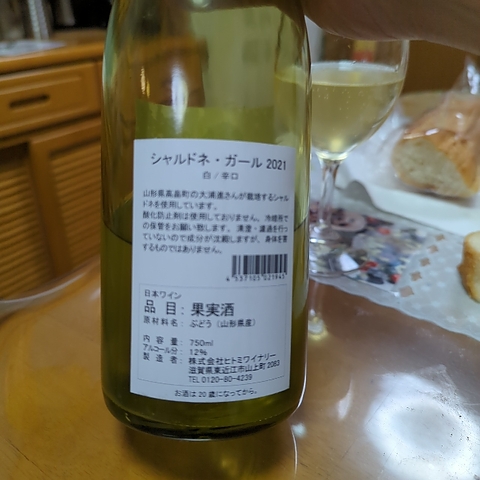 シャルドネ・ガール 2021
白 / 辛口
山形県高畠町の大浦進さんが栽培するシャル
ドネを使用しています。
酸化防止剤は使用しておりません。冷暗所で
の保管をお願い致します。清澄・濾過を行っ
ていないので成分が沈殿しますが、身体を害
するものではありません。
4 537105 021945
日本ワイン
品 目: 果実酒
原材料名: ぶどう (山形県産)
内 容 量: 750ml
アルコール分: 12%
製 造 者: 株式会社ヒトミワイナリー
滋賀県東近江市山上町 2083
TEL 0120-80-4239
お酒は 20 歳になってから。